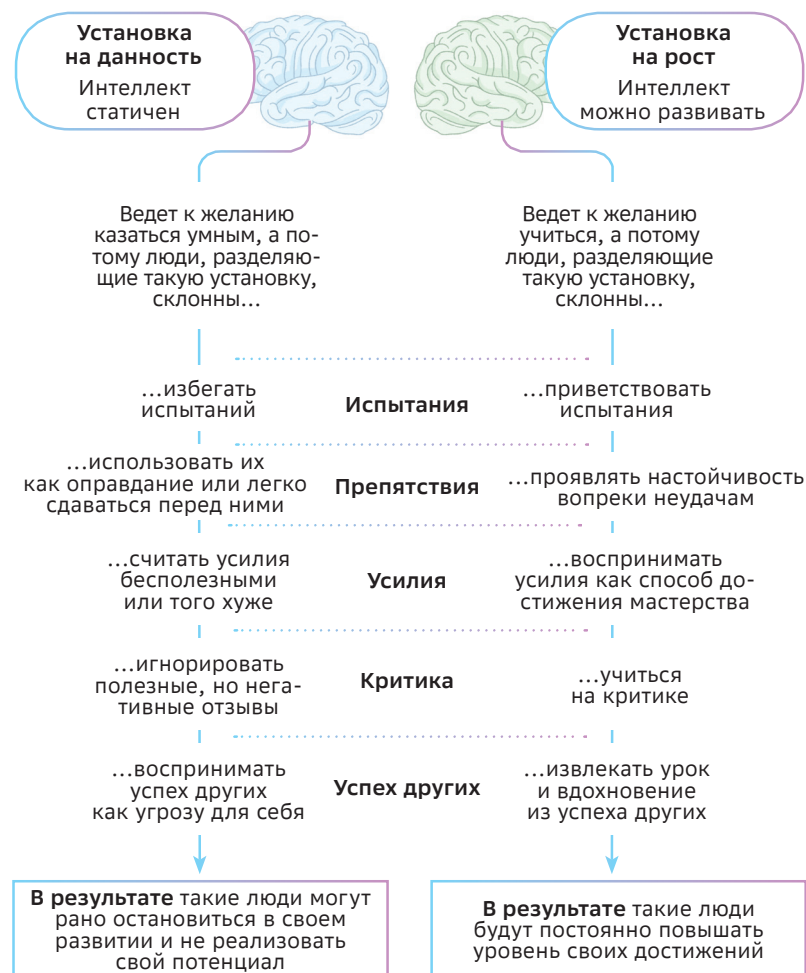 Установка
на данность
Интеллект
статичен
Установка
на рост
Интеллект
можно развивать
Ведет к желанию
казаться умным, а по-
тому люди, разделяю-
щие такую установку,
склонны…
Ведет к желанию
учиться, а потому
люди, разделяющие
такую установку,
склонны…
…избегать
испытаний
Испытания
…приветствовать
испытания
…использовать их
как оправдание или легко
сдаваться перед ними
Препятствия
…проявлять настойчивость
вопреки неудачам
…считать усилия
бесполезными
или того хуже
Усилия
…воспринимать
усилия как способ до-
стижения мастерства
…игнорировать
полезные, но нега-
тивные отзывы
Критика
…учиться
на критике
…воспринимать
успех других
как угрозу для себя
Успех других
…извлекать урок
и вдохновение
из успеха других
В результате такие люди могут
рано остановиться в своем
развитии и не реализовать
свой потенциал
В результате такие люди
будут постоянно повышать
уровень своих достижений